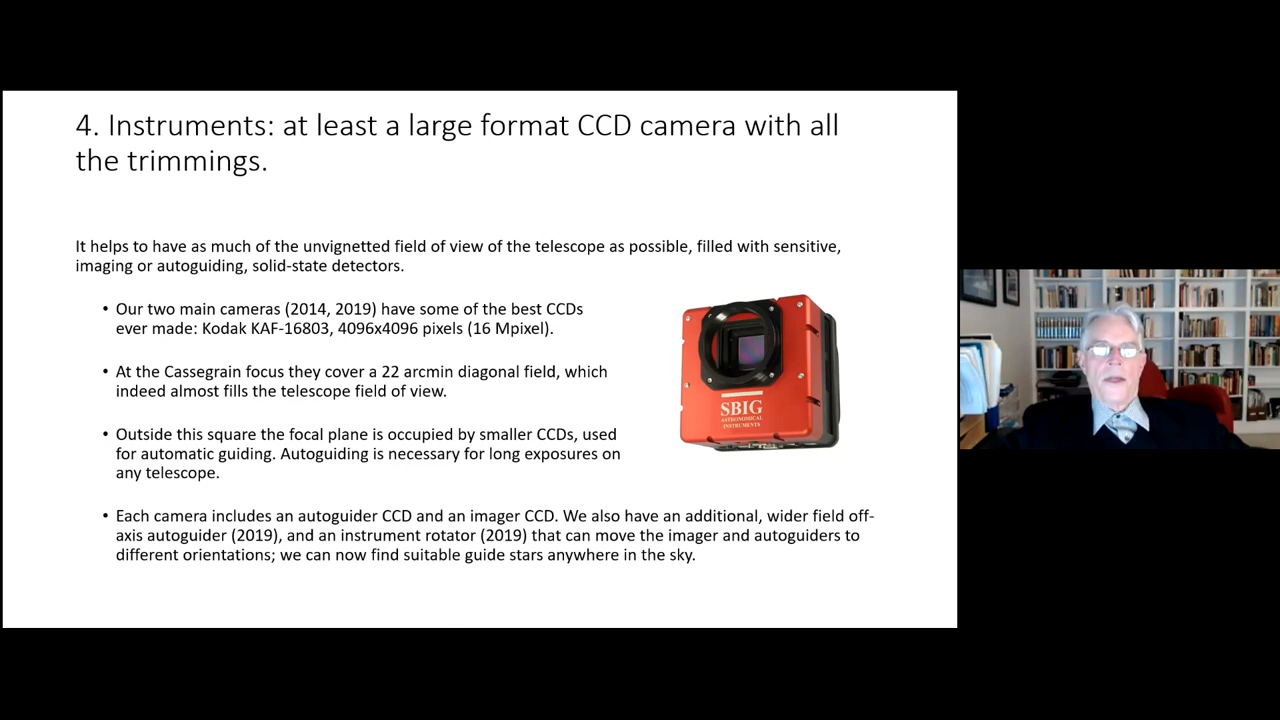 4. Instruments: at least a large format CCD camera with all
the trimmings.
It helps to have as much of the unvignetted field of view of the telescope as possible, filled with sensitive,
imaging or autoguiding, solid-state detectors.
• Our two main cameras (2014, 2019) have some of the best CCDs
ever made: Kodak KAF-16803, 4096x4096 pixels (16 Mpixel).
• At the Cassegrain focus they cover a 22 arcmin diagonal field, which
indeed almost fills the telescope field of view.
• Outside this square the focal plane is occupied by smaller CCDs, used
for automatic guiding. Autoguiding is necessary for long exposures on
any telescope.
• Each camera includes an autoguider CCD and an imager CCD. We also have an additional, wider field off-
axis autoguider (2019), and an instrument rotator (2019) that can move the imager and autoguiders to
different orientations; we can now find suitable guide stars anywhere in the sky.
SBIG
ASTRONOMICAL
INSTRUMENTS